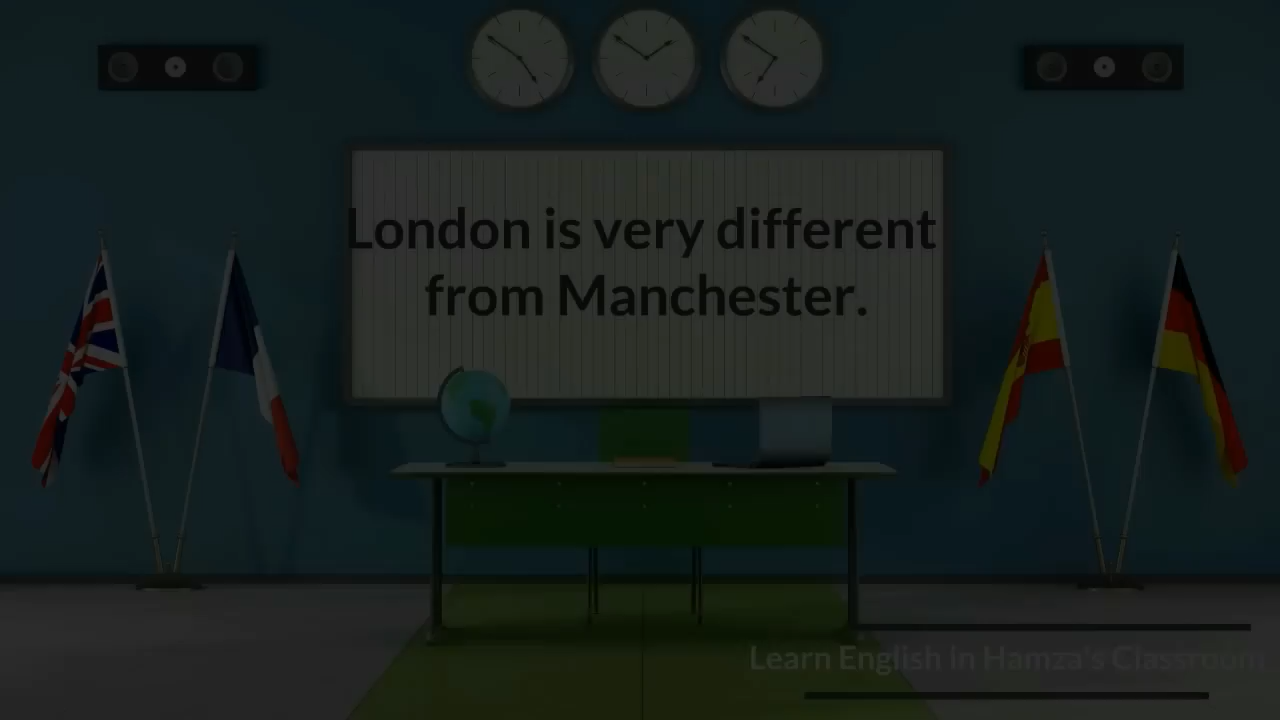 London is very different
from Manchester.
Learn English in Hamza's Classroom